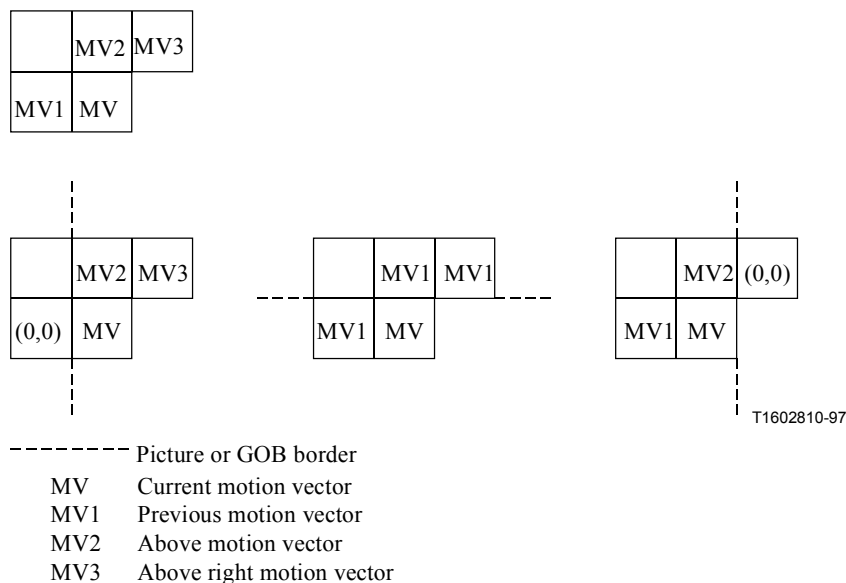 MV2 MV3
MV1 MV
MV2 MV3
(0,0) MV
MV1 MV1
MV1 MV
MV2 (0,0)
MV1 MV
T1602810-97
Picture or GOB border
MV Current motion vector
MV1 Previous motion vector
MV2 Above motion vector
MV3 Above right motion vector